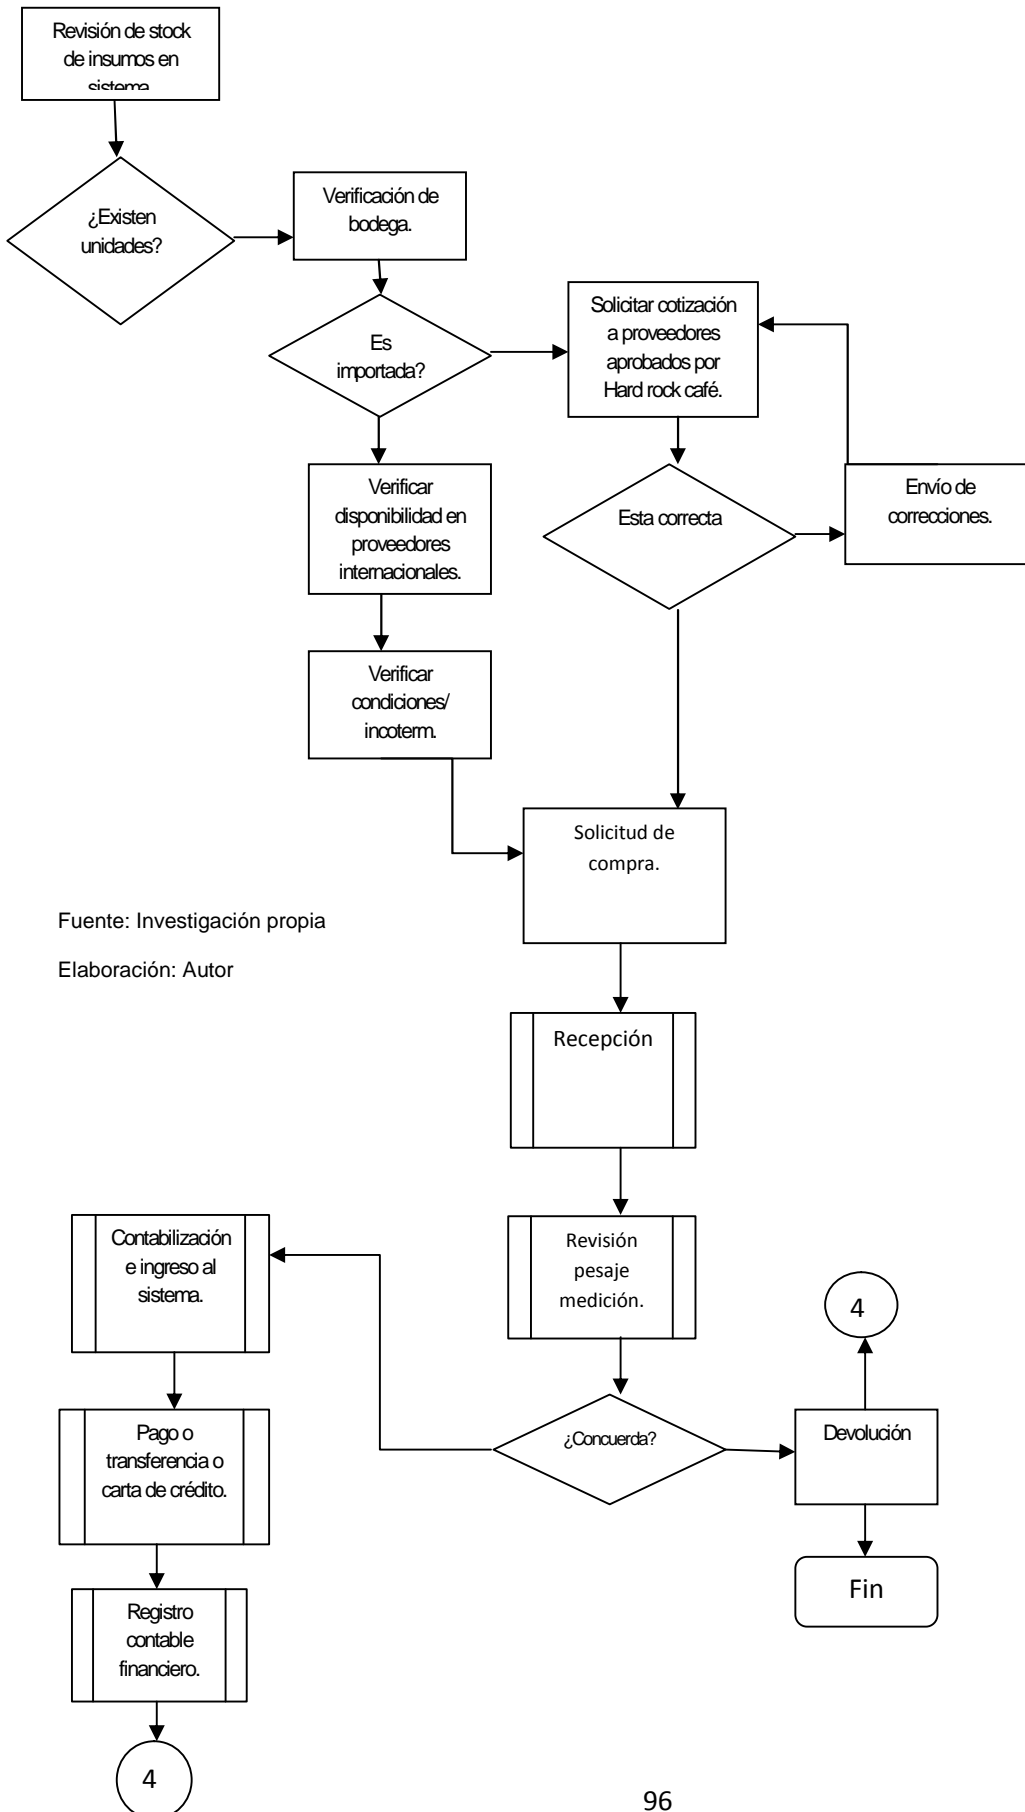 Revisión de stock
de insumos en
sistema
¿Existen
unidades?
Verificación de
bodega.
Es
importada?
Solicitar cotización
a proveedores
aprobados por
Hard rock café.
Verificar
disponibilidad en
proveedores
internacionales.
Esta correcta
Envío de
correcciones.
Verificar
condiciones/
incoterm.
Solicitud de
compra.
Fuente: Investigación propia
Elaboración: Autor
Recepción
Revisión
pesaje
medición.
Contabilización
e ingreso al
sistema.
4
¿Concuerda?
Devolución
Pago o
transferencia o
carta de crédito.
Fin
Registro
contable
financiero.
4
96